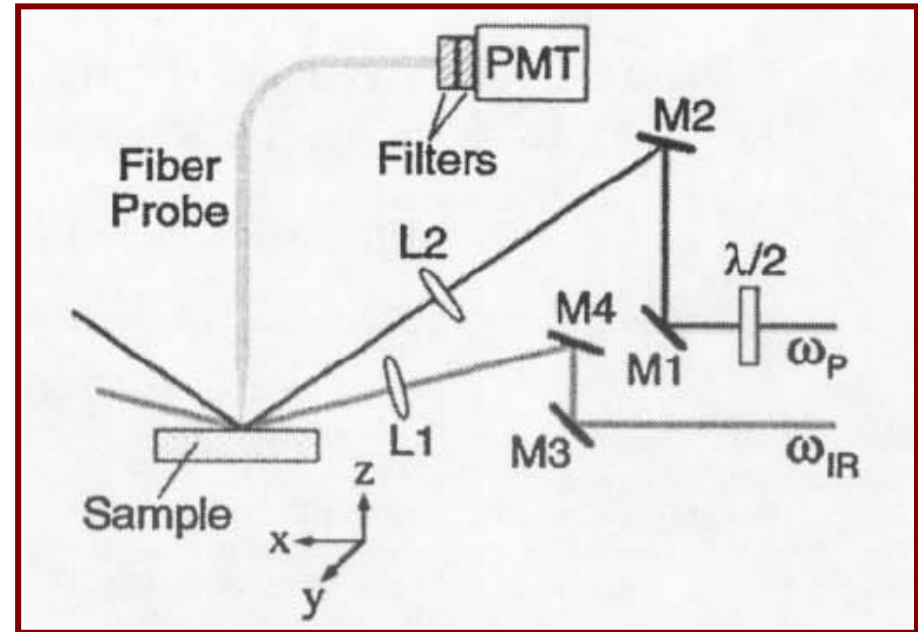 PMT
M2
Filters
Fiber
Probe
L2
λ/2
M4
M1
ωP
L1
M3
ωIR
Sample
z
x
y